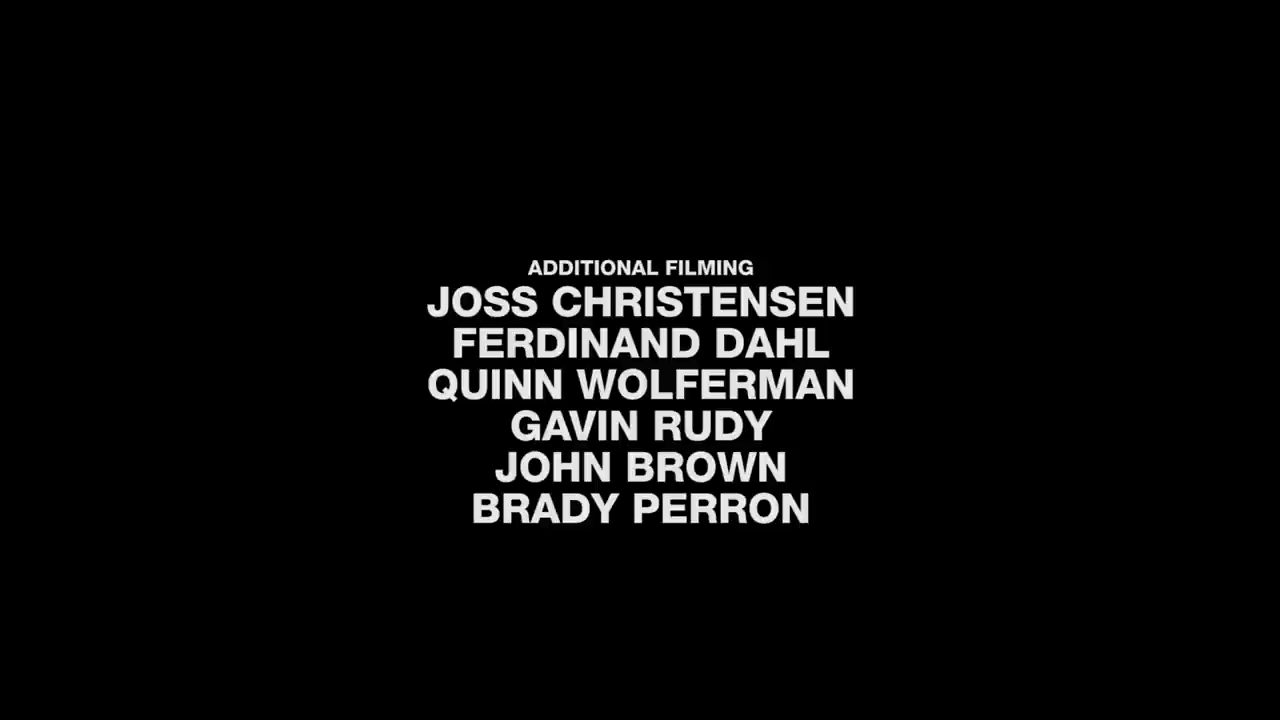 ADDITIONAL FILMING
JOSS CHRISTENSEN
FERDINAND DAHL
QUINN WOLFERMAN
GAVIN RUDY
JOHN BROWN
BRADY PERRON